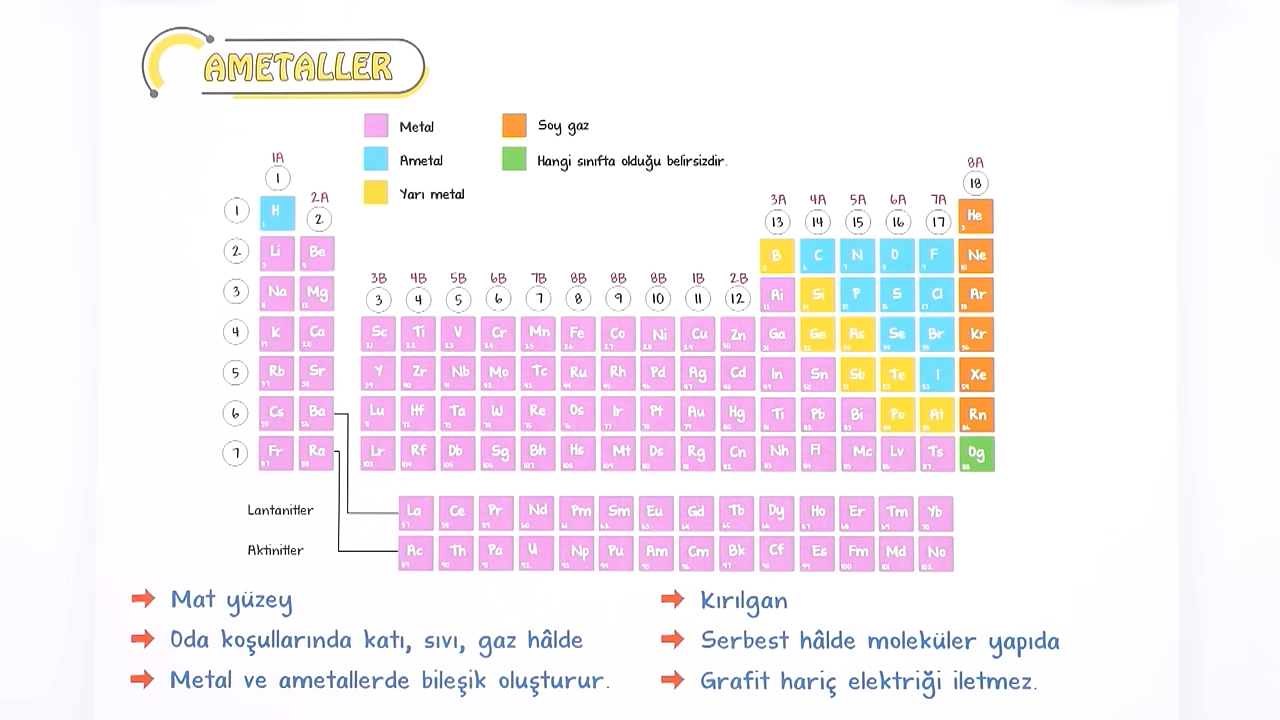 AMETALLER
Metal
Soy gaz
Ametal
Hangi sınıfta olduğu belirsizdir.
Yarı metal
1A
8A
1
18
2A
3A 4A 5A 6A 7A
1 H
2
13 14 15 16 17
He
2 Li Be B C N O F Ne
3B 4B 5B 6B 7B 8B 8B 8B 1B 2B
3 Na Mg
3 4 5 6 7 8 9 10 11 12
Ai Si P S Cl Ar
4 K Ca Sc Ti V Cr Mn Fe Co Ni Cu Zn Ga Ge As Se Br Kr
5 Rb Sr Y Zr Nb Mo Tc Ru Rh Pd Ag Cd In Sn Sb Te I Xe
6 Cs Ba Lu Hf Ta W Re Os Ir Pt Au Hg Ti Pb Bi Po At Rn
7 Fr Ra Lr Rf Db Sg Bh Hs Mt Ds Rg Cn Nh Fl Mc Lv Ts Og
Lantanitler La Ce Pr Nd Pm Sm Eu Gd Tb Dy Ho Er Tm Yb
Aktinitler Ac Th Pa U Np Pu Am Cm Bk Cf Es Fm Md No
Mat yüzey
Oda koşullarında katı, sıvı, gaz hâlde
Metal ve ametallerde bileşik oluşturur.
Kırılgan
Serbest hâlde moleküler yapıda
Grafit hariç elektriği iletmez.